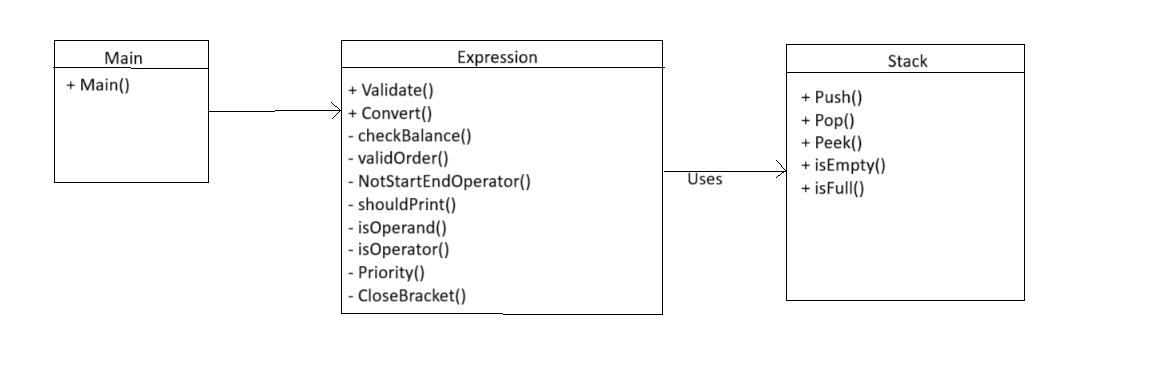 Main
+ Main()
Expression
+ Validate()
+ Convert()
- checkBalance()
- validOrder()
- NotStartEndOperator()
- shouldPrint()
- isOperand()
- isOperator()
- Priority()
- CloseBracket()
Uses
Stack
+ Push()
+ Pop()
+ Peek()
+ isEmpty()
+ isFull()